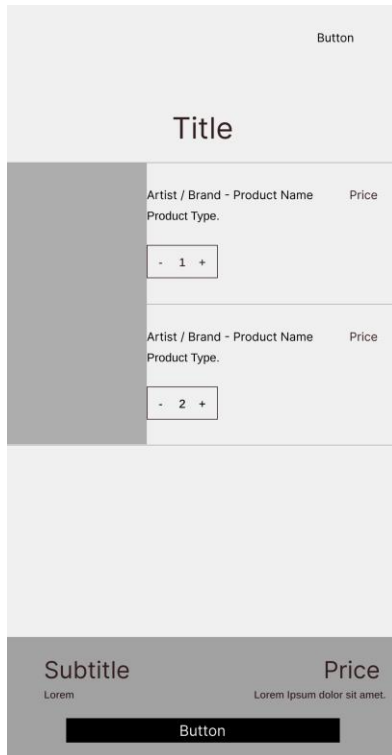 Button
Title
Artist / Brand - Product Name Price
Product Type.
- 1 +
Artist / Brand - Product Name Price
Product Type.
- 2 +
Subtitle Price
Lorem Lorem Ipsum dolor sit amet.
Button